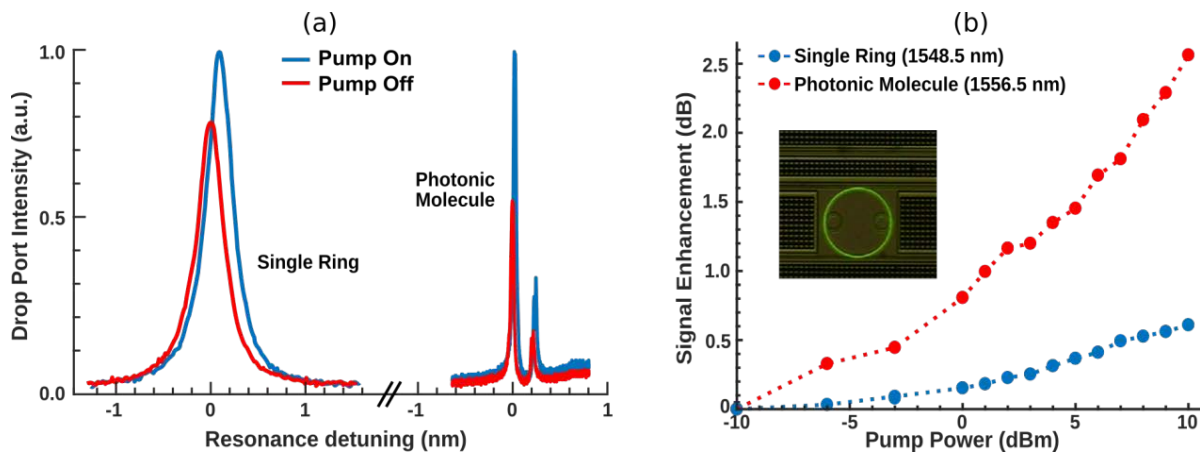 (a)
Drop Port Intensity (a.u.)
1.0
0.5
0.0
Pump On
Pump Off
Single Ring
Photonic
Molecule
-1 0 1 -1 0 1
Resonance detuning (nm)
(b)
Signal Enhancement (dB)
2.5
2.0
1.5
1.0
0.5
0
Single Ring (1548.5 nm)
Photonic Molecule (1556.5 nm)
-10 -5 0 5 10
Pump Power (dBm)